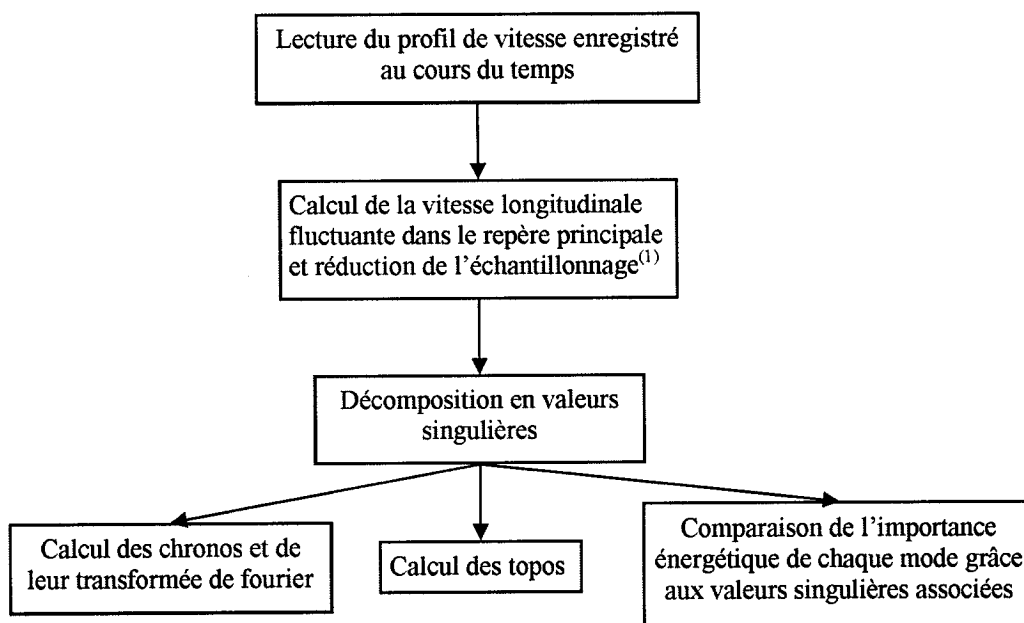 Lecture du profil de vitesse enregistré
au cours du temps
Calcul de la vitesse longitudinale
fluctuante dans le repère principale
et réduction de l'échantillonnage(1)
Décomposition en valeurs
singulières
Calcul des chronos et de
leur transformée de fourier
Calcul des topos
Comparaison de l'importance
énergétique de chaque mode grâce
aux valeurs singulières associées